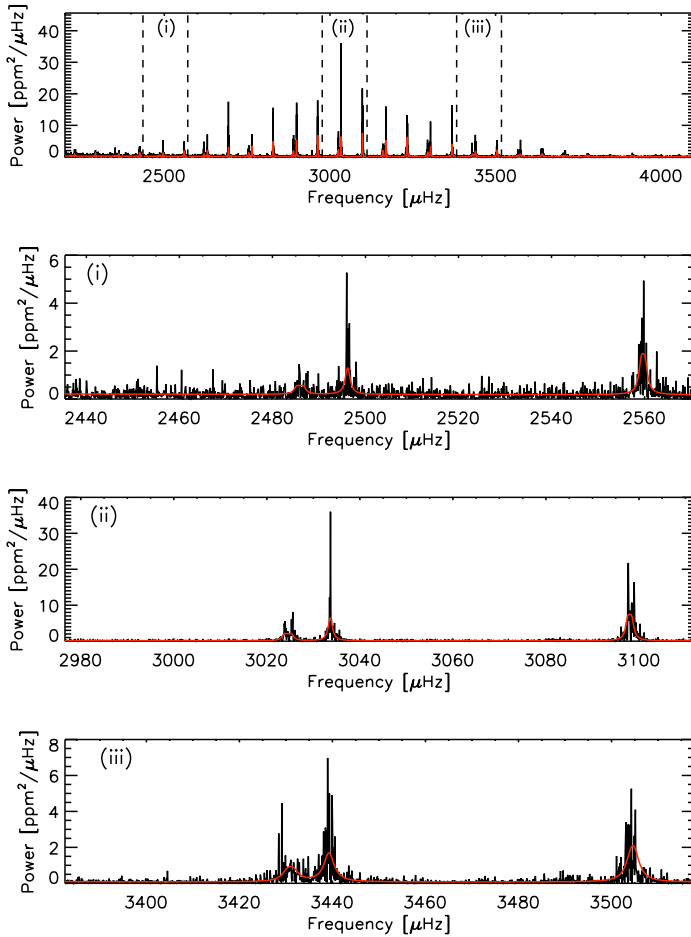 (i) (ii) (iii)
40
30
20
10
0
Power [ppm²/μHz]
2500 3000 3500 4000
Frequency [μHz]
(i)
6
4
2
0
Power [ppm²/μHz]
2440 2460 2480 2500 2520 2540 2560
Frequency [μHz]
(ii)
40
30
20
10
0
Power [ppm²/μHz]
2980 3000 3020 3040 3060 3080 3100
Frequency [μHz]
(iii)
8
6
4
2
0
Power [ppm²/μHz]
3400 3420 3440 3460 3480 3500
Frequency [μHz]